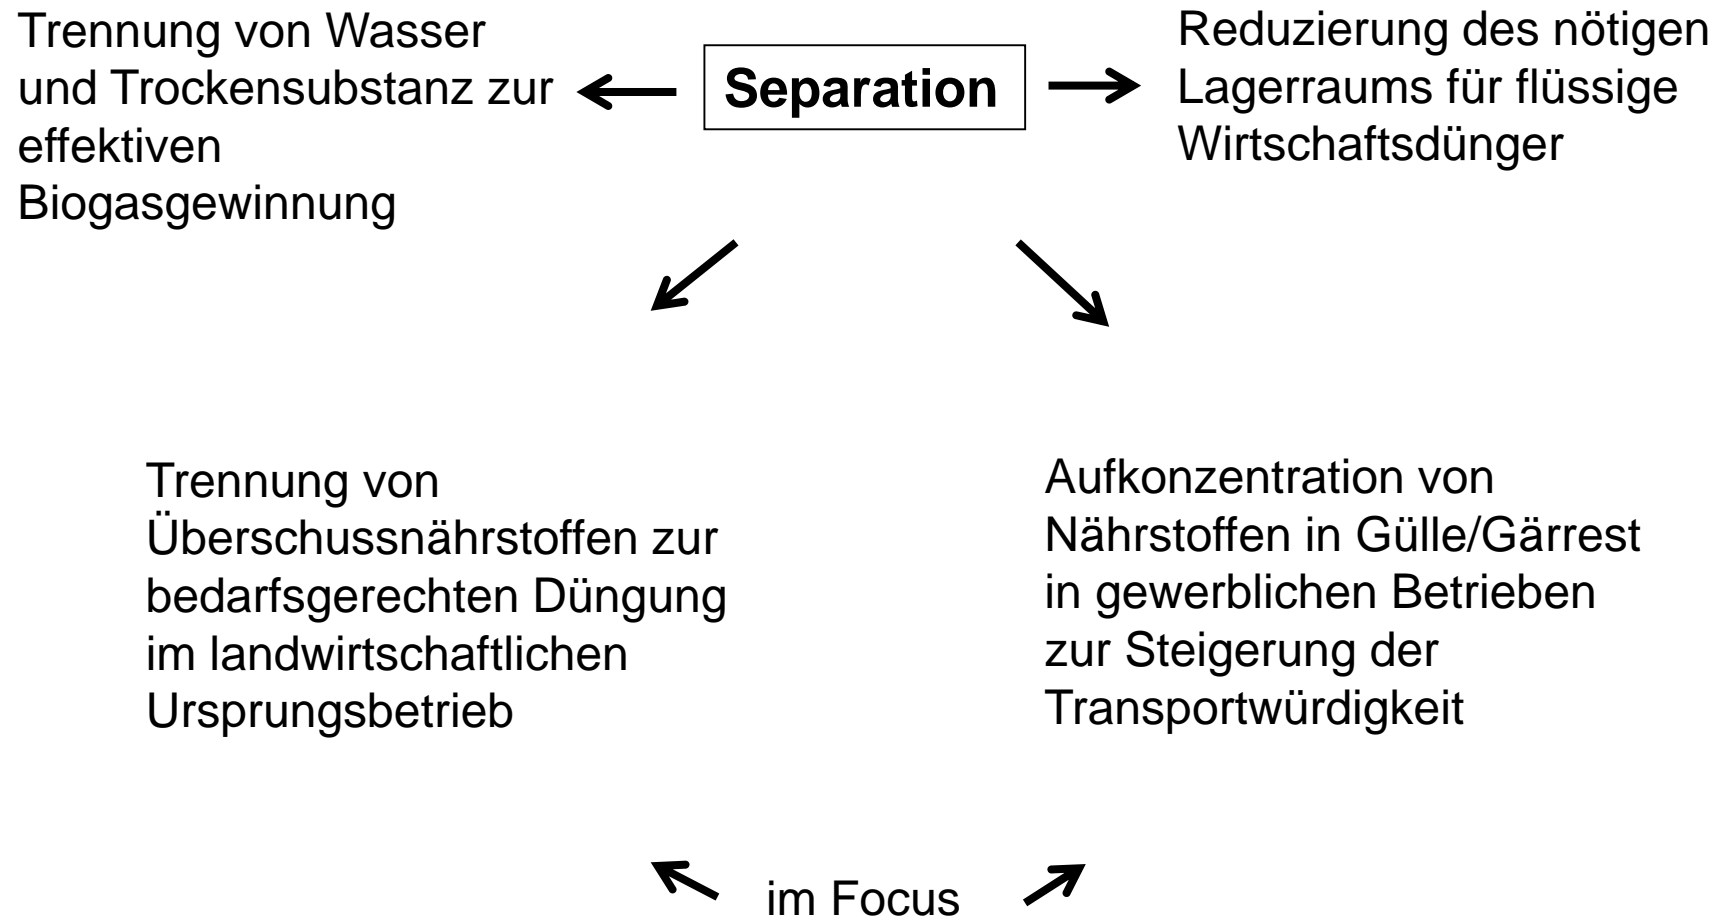 Trennung von Wasser
und Trockensubstanz zur
effektiven
Biogasgewinnung
Separation
Reduzierung des nötigen
Lagerraums für flüssige
Wirtschaftsdünger
Trennung von
Überschussnährstoffen zur
bedarfsgerechten Düngung
im landwirtschaftlichen
Ursprungsbetrieb
Aufkonzentration von
Nährstoffen in Gülle/Gärrest
in gewerblichen Betrieben
zur Steigerung der
Transportwürdigkeit
im Focus